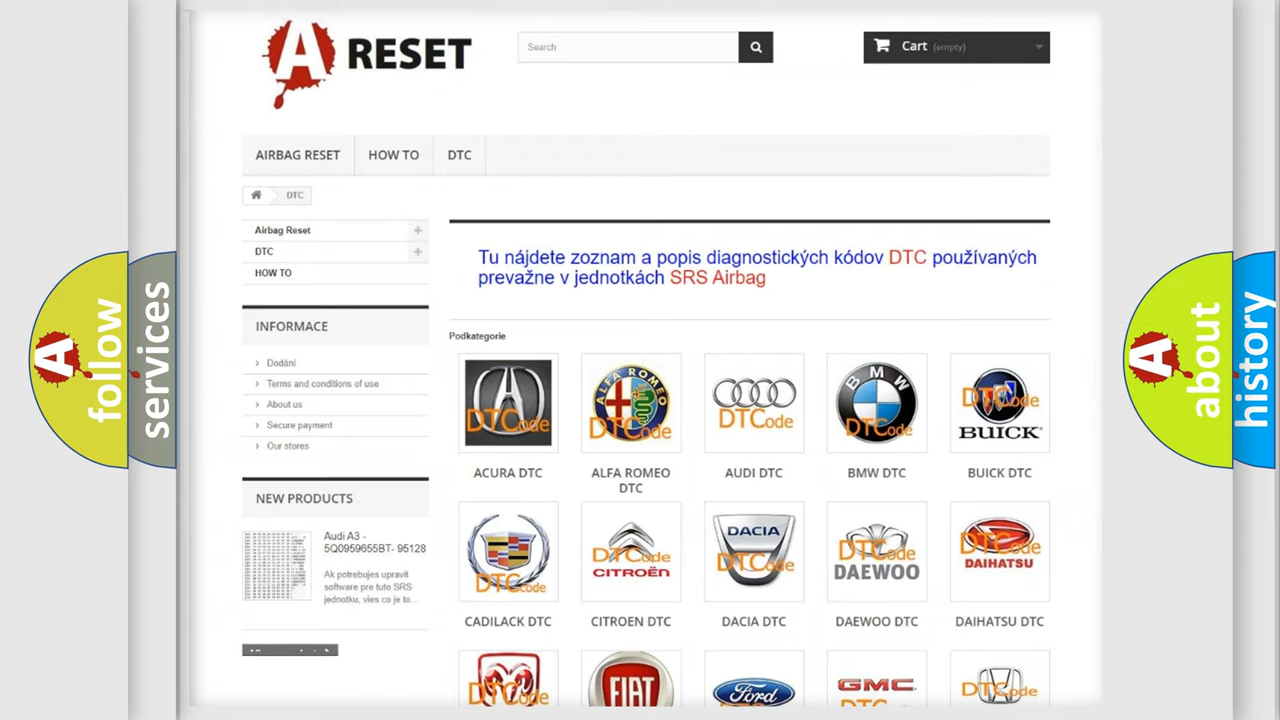 A RESET
Search
Cart (empty)
AIRBAG RESET
HOW TO
DTC
DTC
Airbag Reset
DTC
HOW TO
Tu nájdete zoznam a popis diagnostických kódov DTC používaných
prevažne v jednotkách SRS Airbag
INFORMACE
Dodání
Terms and conditions of use
About us
Secure payment
Our stores
NEW PRODUCTS
Audi A3 -
5Q0959655BT- 95128
Ak potrebujes upravit
software pre tuto SRS
jednotku, vies co je to...
Podkategorie
DTCode
ALFA ROMEO
DTCode
DTCode
BMW
DTCode
DTCode
BUICK
ACURA DTC
ALFA ROMEO
DTC
AUDI DTC
BMW DTC
BUICK DTC
DTCode
DTCode
CITROËN
DACIA
DTCode
DTCode
DAEWOO
DTCode
DAIHATSU
CADILACK DTC
CITROEN DTC
DACIA DTC
DAEWOO DTC
DAIHATSU DTC
DTCode
FIAT
Ford
GMC
DTCode
A follow
services
A about
history